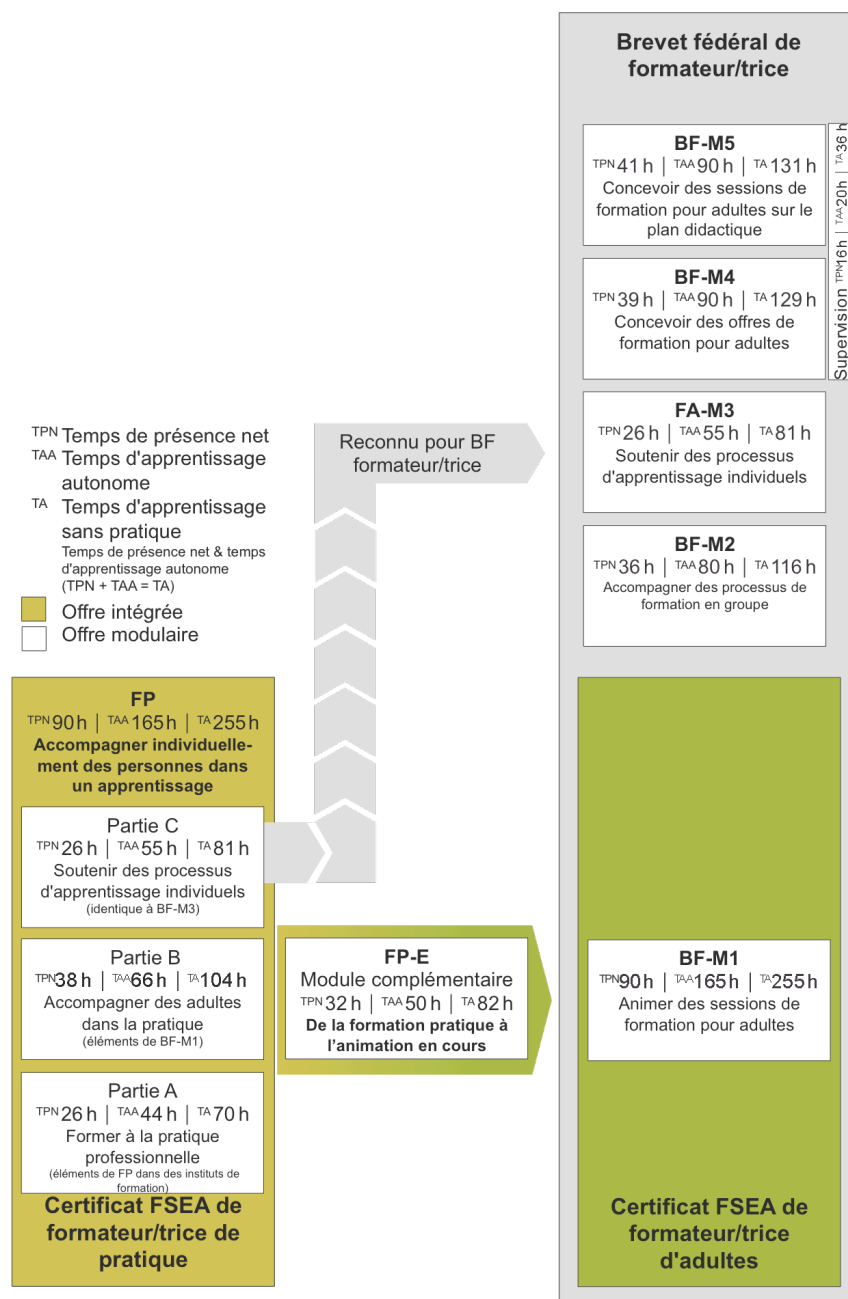 Brevet fédéral de
formateur/trice
BF-M5
TPN 41 h | TAA 90 h | TA 131 h
Concevoir des sessions de
formation pour adultes sur le
plan didactique
Supervision TPN 16 h | TAA 20 h | TA 36 h
BF-M4
TPN 39 h | TAA 90 h | TA 129 h
Concevoir des offres de
formation pour adultes
FA-M3
TPN 26 h | TAA 55 h | TA 81 h
Soutenir des processus
d'apprentissage individuels
BF-M2
TPN 36 h | TAA 80 h | TA 116 h
Accompagner des processus de
formation en groupe
Reconnu pour BF
formateur/trice
TPN Temps de présence net
TAA Temps d'apprentissage
autonome
TA Temps d'apprentissage
sans pratique
Temps de présence net & temps
d'apprentissage autonome
(TPN + TAA = TA)
Offre intégrée
Offre modulaire
FP
TPN 90 h | TAA 165 h | TA 255 h
Accompagner individuelle-
ment des personnes dans
un apprentissage
Partie C
TPN 26 h | TAA 55 h | TA 81 h
Soutenir des processus
d'apprentissage individuels
(identique à BF-M3)
Partie B
TPN 38 h | TAA 66 h | TA 104 h
Accompagner des adultes
dans la pratique
(éléments de BF-M1)
Partie A
TPN 26 h | TAA 44 h | TA 70 h
Former à la pratique
professionnelle
(éléments de FP dans des instituts de
formation)
Certificat FSEA de
formateur/trice de
pratique
FP-E
Module complémentaire
TPN 32 h | TAA 50 h | TA 82 h
De la formation pratique à
l’animation en cours
BF-M1
TPN 90 h | TAA 165 h | TA 255 h
Animer des sessions de
formation pour adultes
Certificat FSEA de
formateur/trice
d'adultes